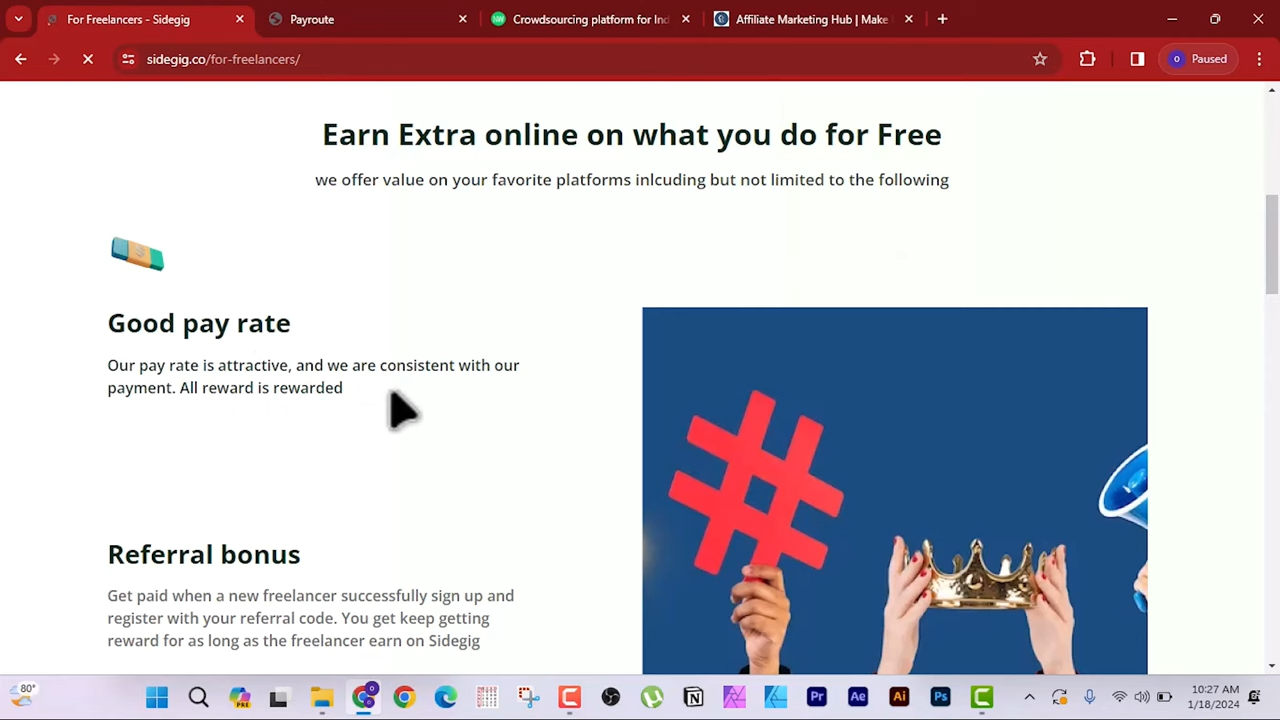 For Freelancers - Sidegig
Payroute
Crowdsourcing platform for Ind
Affiliate Marketing Hub | Make
sidegig.co/for-freelancers/
Paused
Earn Extra online on what you do for Free
we offer value on your favorite platforms inlcuding but not limited to the following
Good pay rate
Our pay rate is attractive, and we are consistent with our
payment. All reward is rewarded
Referral bonus
Get paid when a new freelancer successfully sign up and
register with your referral code. You get keep getting
reward for as long as the freelancer earn on Sidegig
80°
PRE
Pr
Ae
Ai
Ps
10:27 AM
1/18/2024